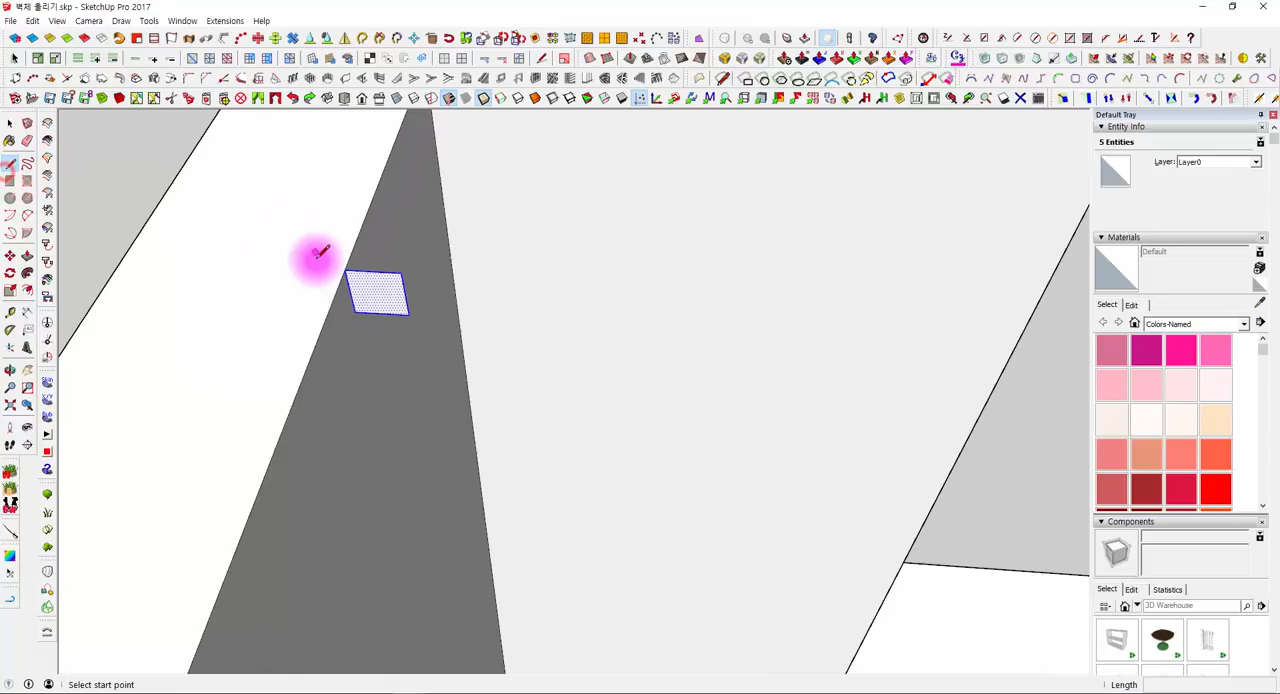 벽체 올리기.skp - SketchUp Pro 2017
File Edit View Camera Draw Tools Window Extensions Help
Default Tray
Entity Info
5 Entities
Layer: Layer0
Materials
Default
Select Edit
Colors-Named
Components
Select Edit Statistics
3D Warehouse
Select start point
Length